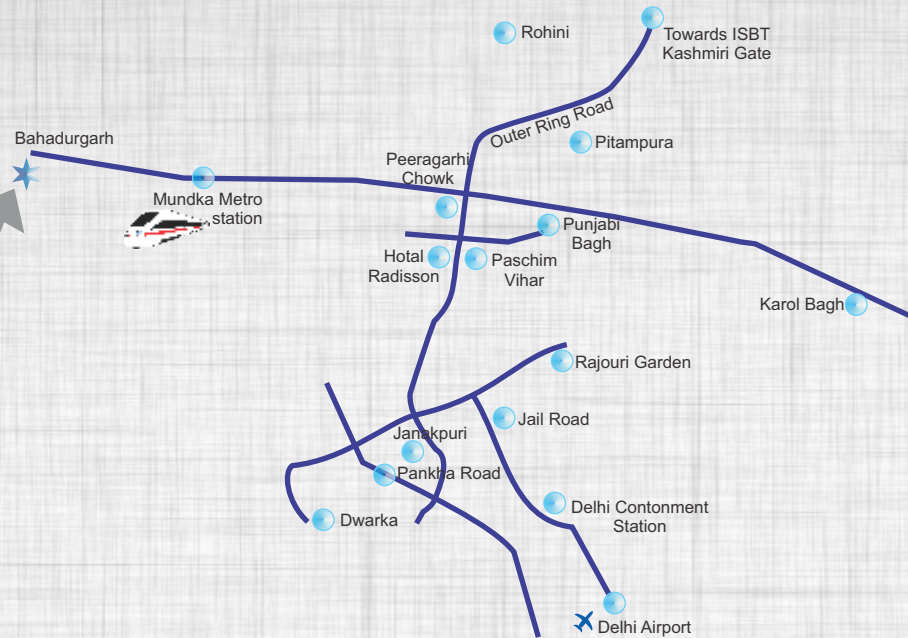 Rohini
Towards ISBT
Kashmiri Gate
Outer Ring Road
Bahadurgarh
Pitampura
Peeragarhi
Chowk
Mundka Metro
station
Punjabi
Bagh
Hotal
Radisson
Paschim
Vihar
Karol Bagh
Rajouri Garden
Jail Road
Janakpuri
Pankha Road
Delhi Contonment
Station
Dwarka
Delhi Airport